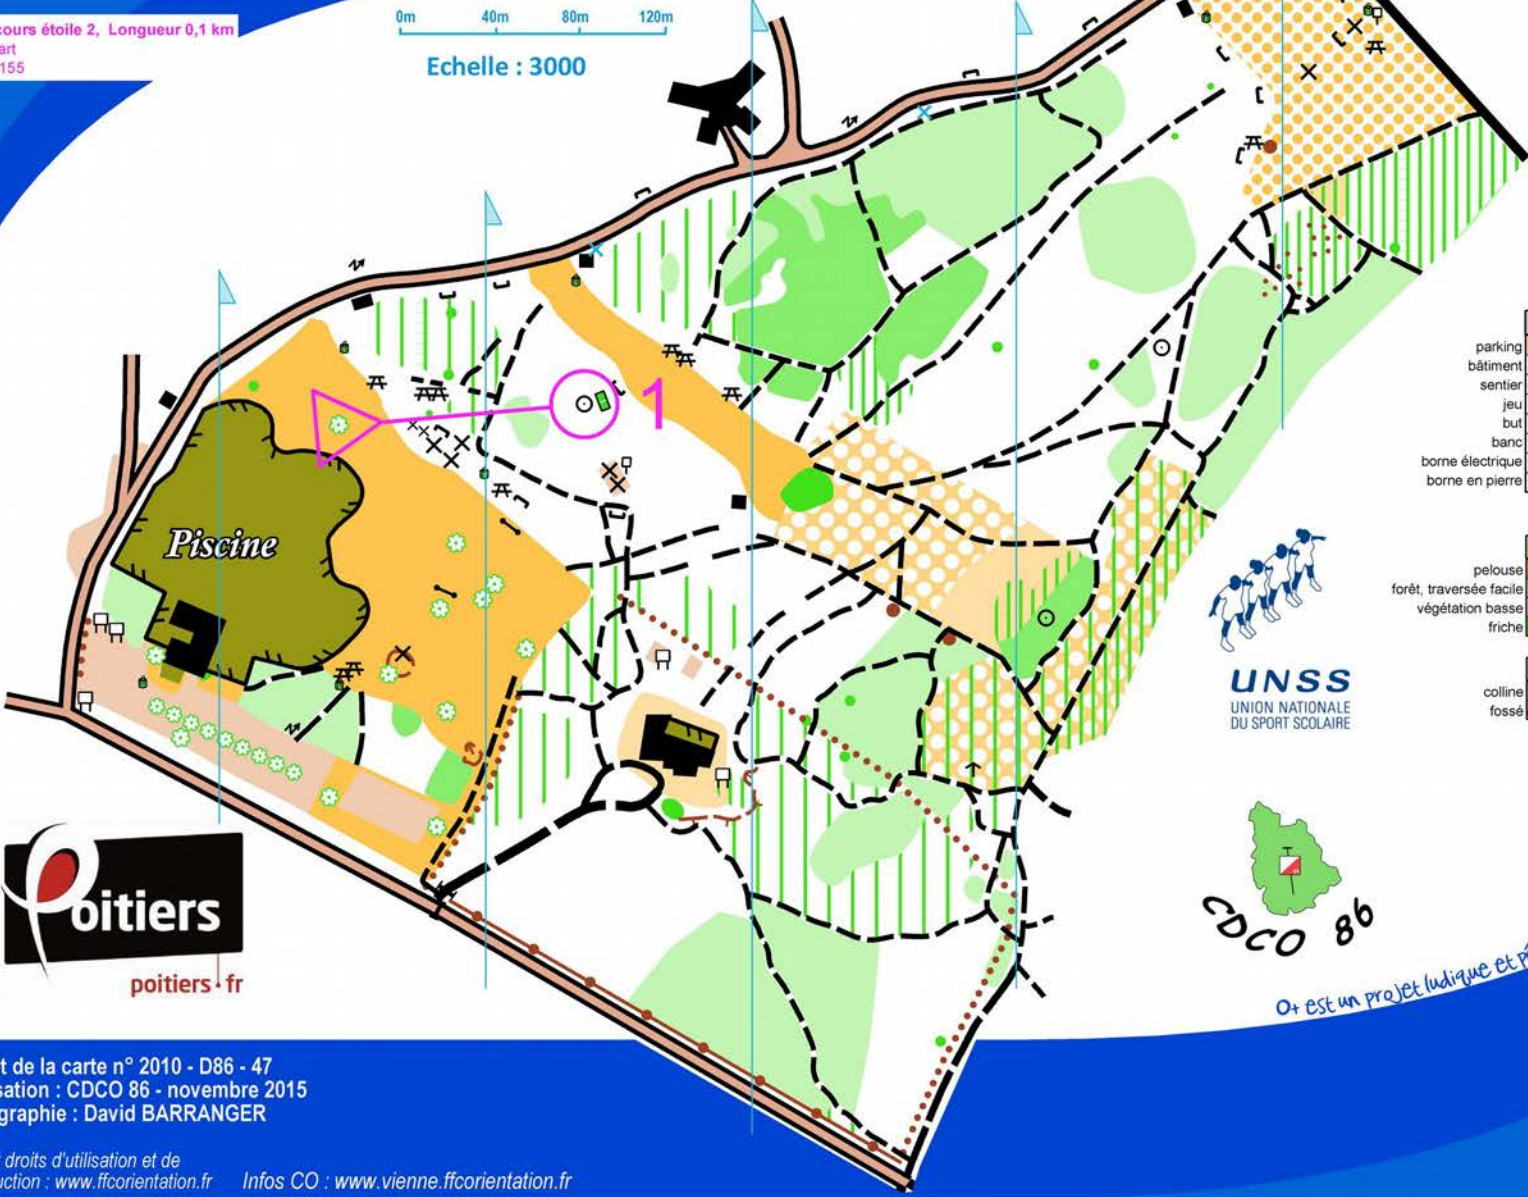 cours étoile 2, Longueur 0,1 km
art
155
0m 40m 80m 120m
Echelle : 3000
1
Piscine
parking
bâtiment
sentier
jeu
but
banc
borne électrique
borne en pierre
pelouse
forêt, traversée facile
végétation basse
friche
colline
fossé
UNSS
UNION NATIONALE
DU SPORT SCOLAIRE
CDCO 86
Poitiers
poitiers.fr
O+ est un projet ludique et
t de la carte n° 2010 - D86 - 47
sation : CDCO 86 - novembre 2015
graphie : David BARRANGER
droits d'utilisation et de
uction : www.ffcorientation.fr Infos CO : www.vienne.ffcorientation.fr